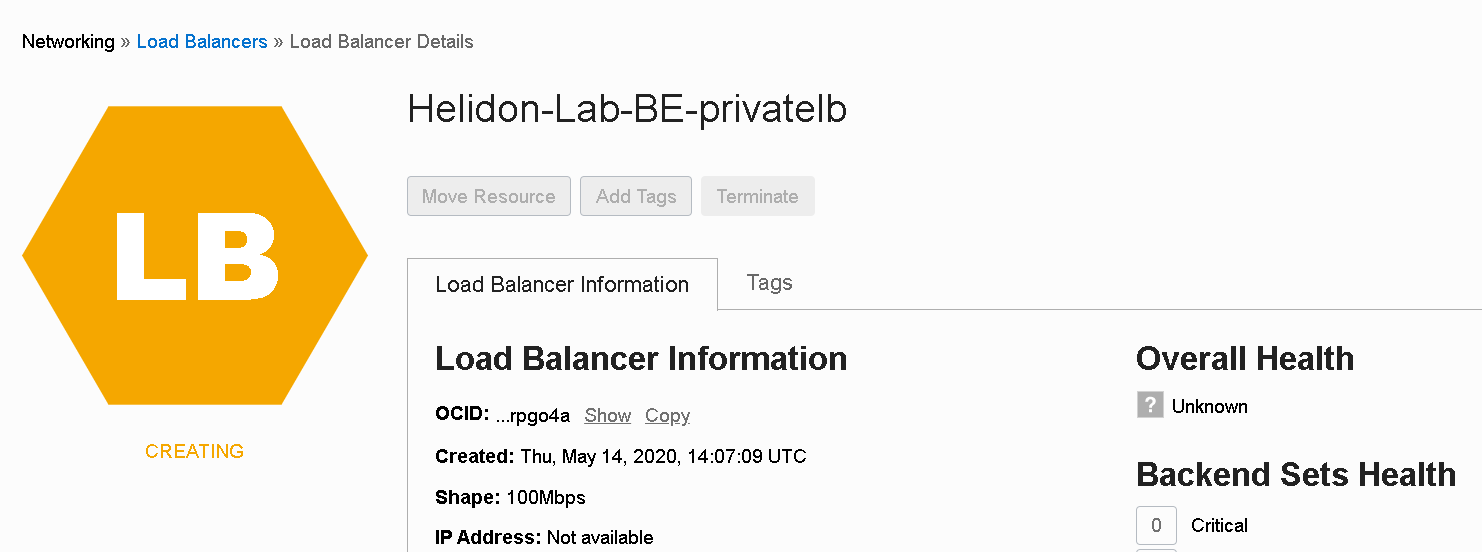 Networking » Load Balancers » Load Balancer Details
Helidon-Lab-BE-privatelb
Move Resource Add Tags Terminate
LB
CREATING
Load Balancer Information Tags
Load Balancer Information
OCID: ...rpgo4a Show Copy
Created: Thu, May 14, 2020, 14:07:09 UTC
Shape: 100Mbps
IP Address: Not available
Overall Health
? Unknown
Backend Sets Health
0 Critical